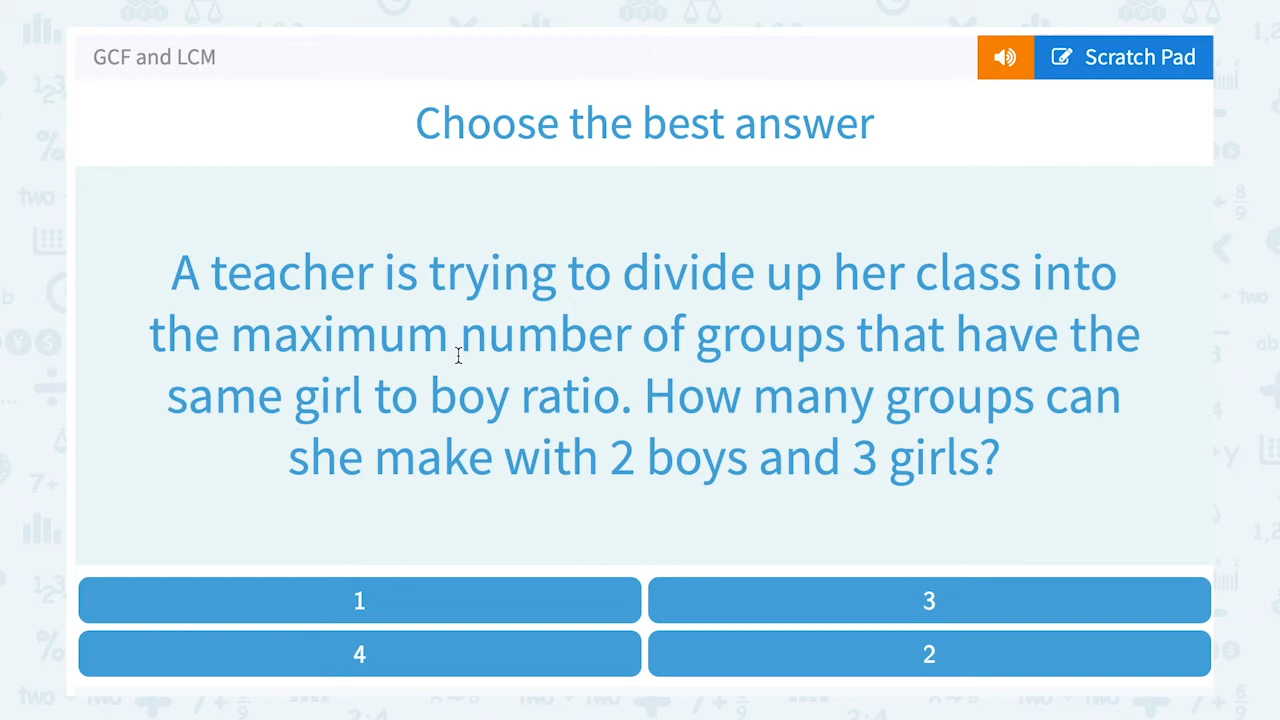 GCF and LCM
Scratch Pad
Choose the best answer
A teacher is trying to divide up her class into
the maximum number of groups that have the
same girl to boy ratio. How many groups can
she make with 2 boys and 3 girls?
1
3
4
2